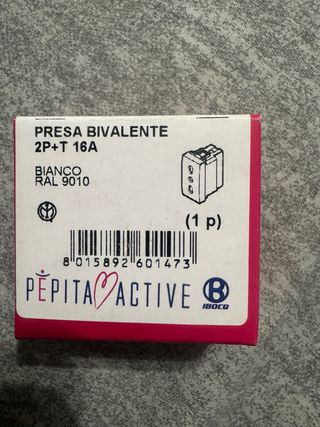 PRESA BIVALENTE
2P+T 16A
BIANCO
RAL 9010
(1 p)
8 015892 601473
PEPITA ACTIVE
IBOCO